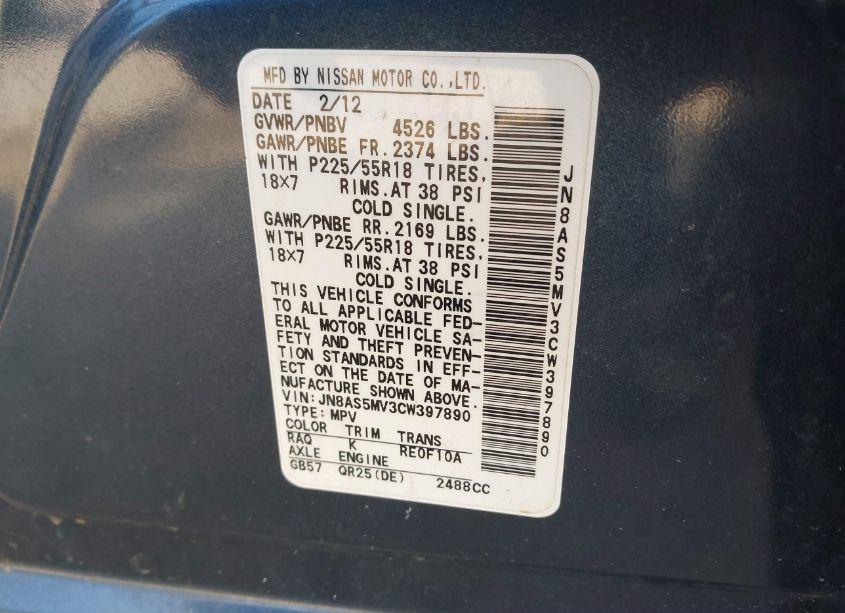 MFD BY NISSAN MOTOR CO.,LTD.
DATE 2/12
GVWR/PNBV 4526 LBS.
GAWR/PNBE FR.2374 LBS.
WITH P225/55R18 TIRES,
18X7 RIMS.AT 38 PSI
COLD SINGLE.
GAWR/PNBE RR.2169 LBS.
WITH P225/55R18 TIRES,
18X7 RIMS.AT 38 PSI
COLD SINGLE.
THIS VEHICLE CONFORMS
TO ALL APPLICABLE FED-
ERAL MOTOR VEHICLE SA-
FETY AND THEFT PREVEN-
TION STANDARDS IN EFF-
ECT ON THE DATE OF MA-
NUFACTURE SHOWN ABOVE.
VIN:JN8AS5MV3CW397890
TYPE:MPV
COLOR TRIM TRANS
RAQ K RE0F10A
AXLE ENGINE
GB57 QR25(DE) 2488CC
JN8AS5MV3CW397890